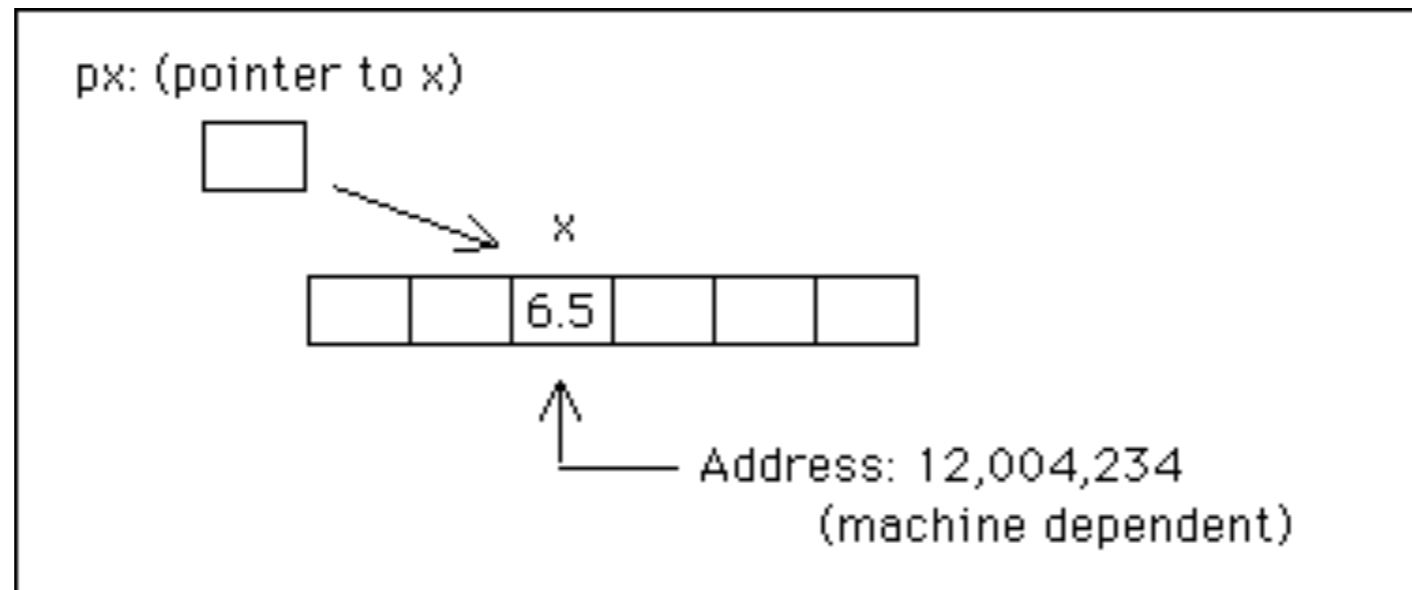 px: (pointer to x)
x
6.5
Address: 12,004,234
(machine dependent)